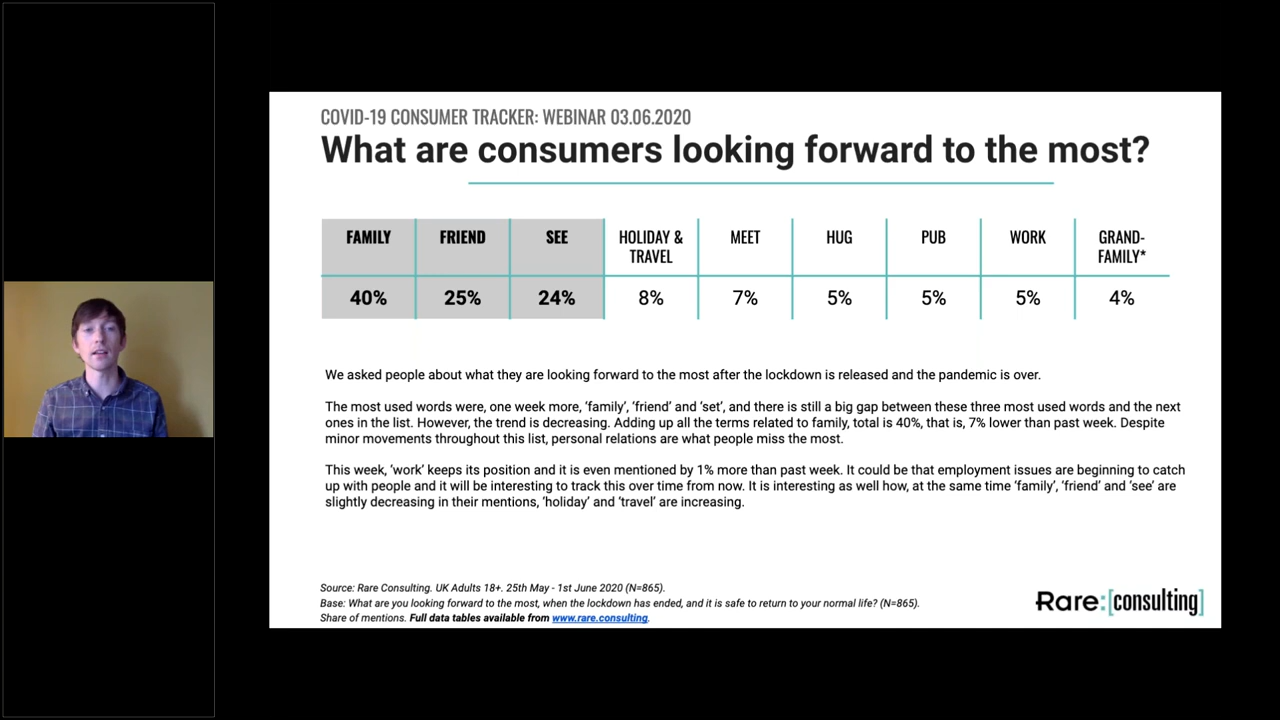 COVID-19 CONSUMER TRACKER: WEBINAR 03.06.2020
What are consumers looking forward to the most?
FAMILY FRIEND SEE HOLIDAY & TRAVEL MEET HUG PUB WORK GRAND-FAMILY*
40% 25% 24% 8% 7% 5% 5% 5% 4%
We asked people about what they are looking forward to the most after the lockdown is released and the pandemic is over.
The most used words were, one week more, ‘family’, ‘friend’ and ‘set’, and there is still a big gap between these three most used words and the next
ones in the list. However, the trend is decreasing. Adding up all the terms related to family, total is 40%, that is, 7% lower than past week. Despite
minor movements throughout this list, personal relations are what people miss the most.
This week, ‘work’ keeps its position and it is even mentioned by 1% more than past week. It could be that employment issues are beginning to catch
up with people and it will be interesting to track this over time from now. It is interesting as well how, at the same time ‘family’, ‘friend’ and ‘see’ are
slightly decreasing in their mentions, ‘holiday’ and ‘travel’ are increasing.
Source: Rare Consulting. UK Adults 18+. 25th May - 1st June 2020 (N=865).
Base: What are you looking forward to the most, when the lockdown has ended, and it is safe to return to your normal life? (N=865).
Share of mentions. Full data tables available from www.rare.consulting.
Rare:[consulting]